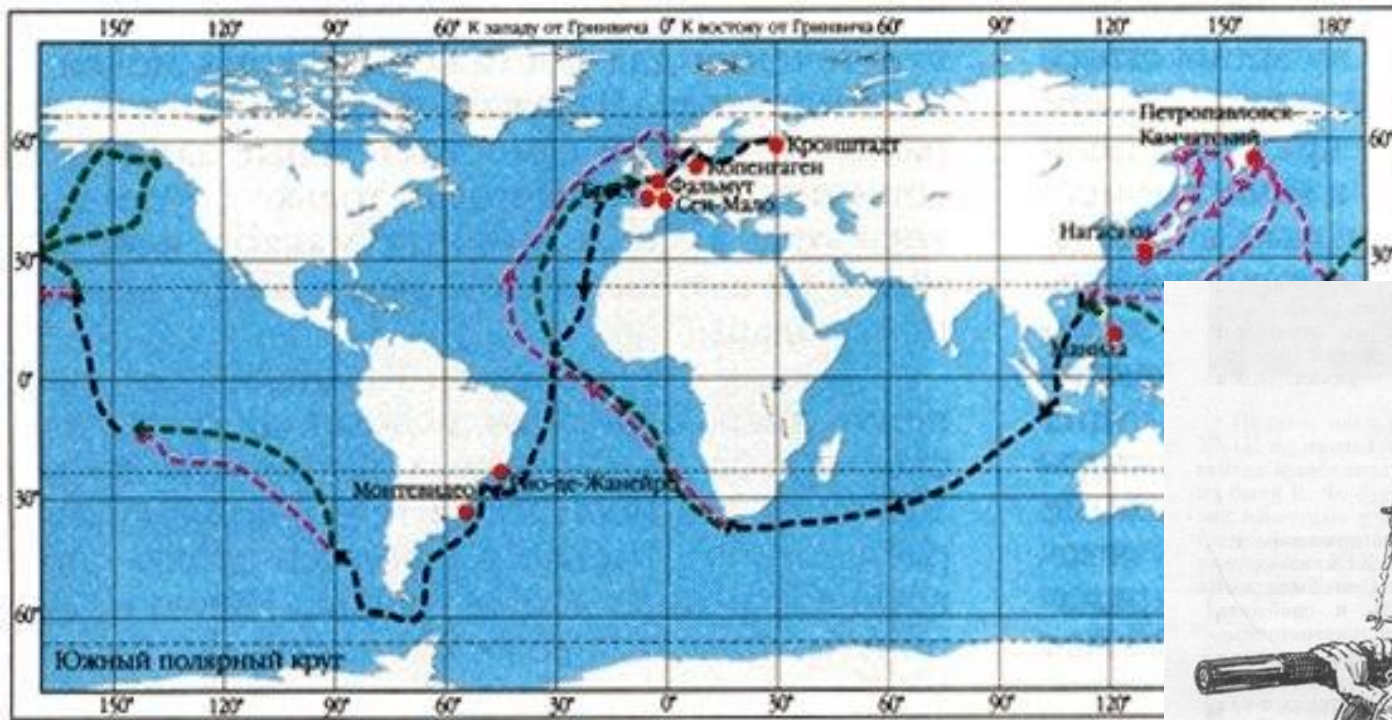 150° 120° 90° 60° К западу от Гринвича 0° К востоку от Гринвича 60° 90° 120° 150° 180°
Петропавловск-
Камчатский
60° 60°
Кронштадт
Копенгаген
Фальмут
Сен-Мало
Нагасаки
30° 30°
Манила
0°
Рио-де-Жанейро
Монтевидео
30°
60°
Южный полярный круг
150° 120° 90° 60° 30° 0° 30° 60° 90° 120°